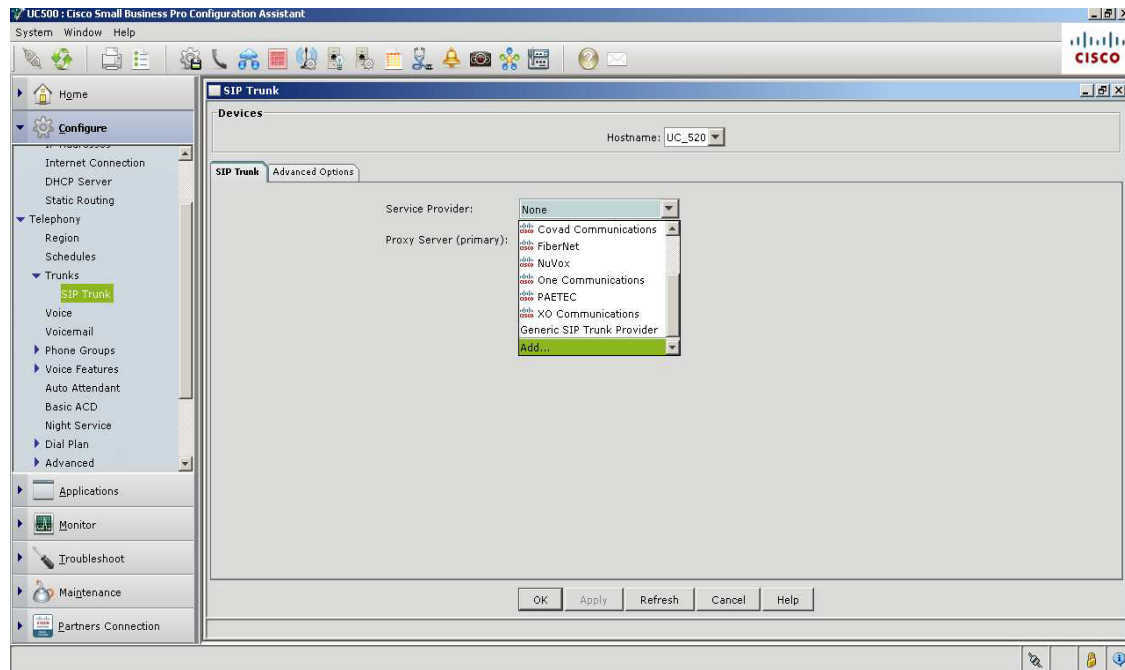 UC500 : Cisco Small Business Pro Configuration Assistant
System Window Help
CISCO
Home
Configure
Internet Connection
DHCP Server
Static Routing
Telephony
Region
Schedules
Trunks
SIP Trunk
Voice
Voicemail
Phone Groups
Voice Features
Auto Attendant
Basic ACD
Night Service
Dial Plan
Advanced
Applications
Monitor
Troubleshoot
Maintenance
Partners Connection
SIP Trunk
Devices
Hostname: UC_520
SIP Trunk Advanced Options
Service Provider: None
Proxy Server (primary):
Covad Communications
FiberNet
NuVox
One Communications
PAETEC
XO Communications
Generic SIP Trunk Provider
Add...
OK Apply Refresh Cancel Help